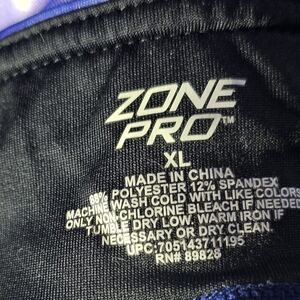 ZONE
PRO™
XL
MADE IN CHINA
88% POLYESTER 12% SPANDEX
MACHINE WASH COLD WITH LIKE COLORS
ONLY NON-CHLORINE BLEACH IF NEEDED
TUMBLE DRY LOW. WARM IRON IF
NECESSARY OR DRY CLEAN.
UPC: 705143711195
RN# 89828